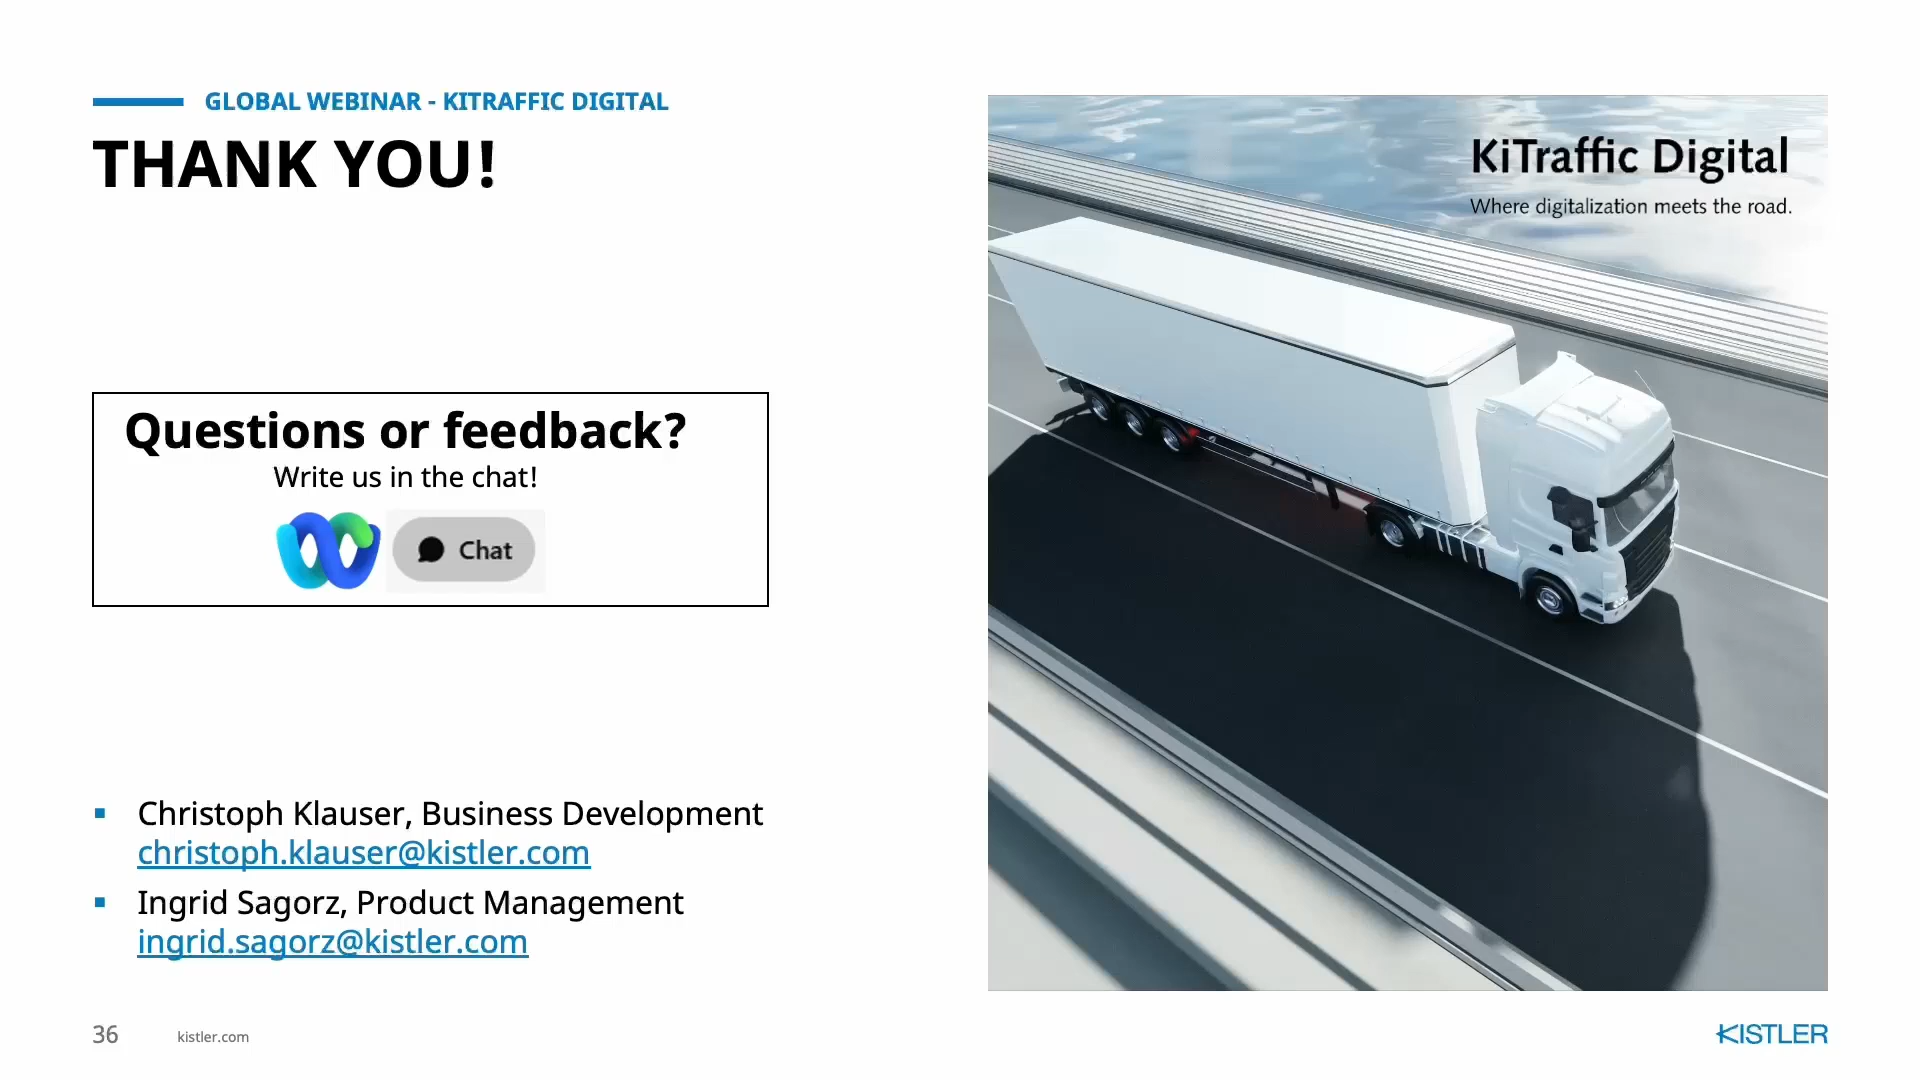 GLOBAL WEBINAR - KITRAFFIC DIGITAL
THANK YOU!
Questions or feedback?
Write us in the chat!
Chat
Christoph Klauser, Business Development
christoph.klauser@kistler.com
Ingrid Sagorz, Product Management
ingrid.sagorz@kistler.com
KiTraffic Digital
Where digitalization meets the road.
36
kistler.com
KISTLER